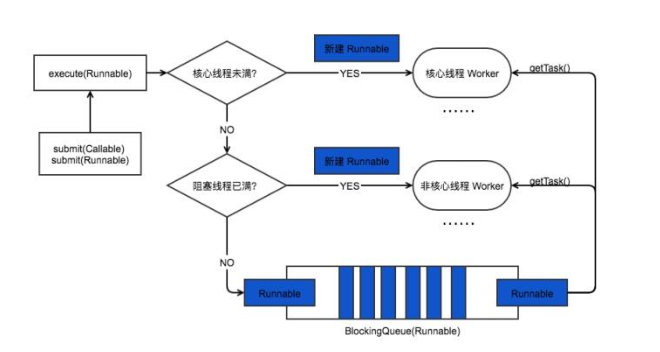 新建 Runnable
execute(Runnable)
核心线程未满?
YES
核心线程 Worker
getTask()
......
NO
submit(Callable)
submit(Runnable)
新建 Runnable
阻塞线程已满?
YES
非核心线程 Worker
getTask()
......
NO
Runnable
Runnable
BlockingQueue(Runnable)